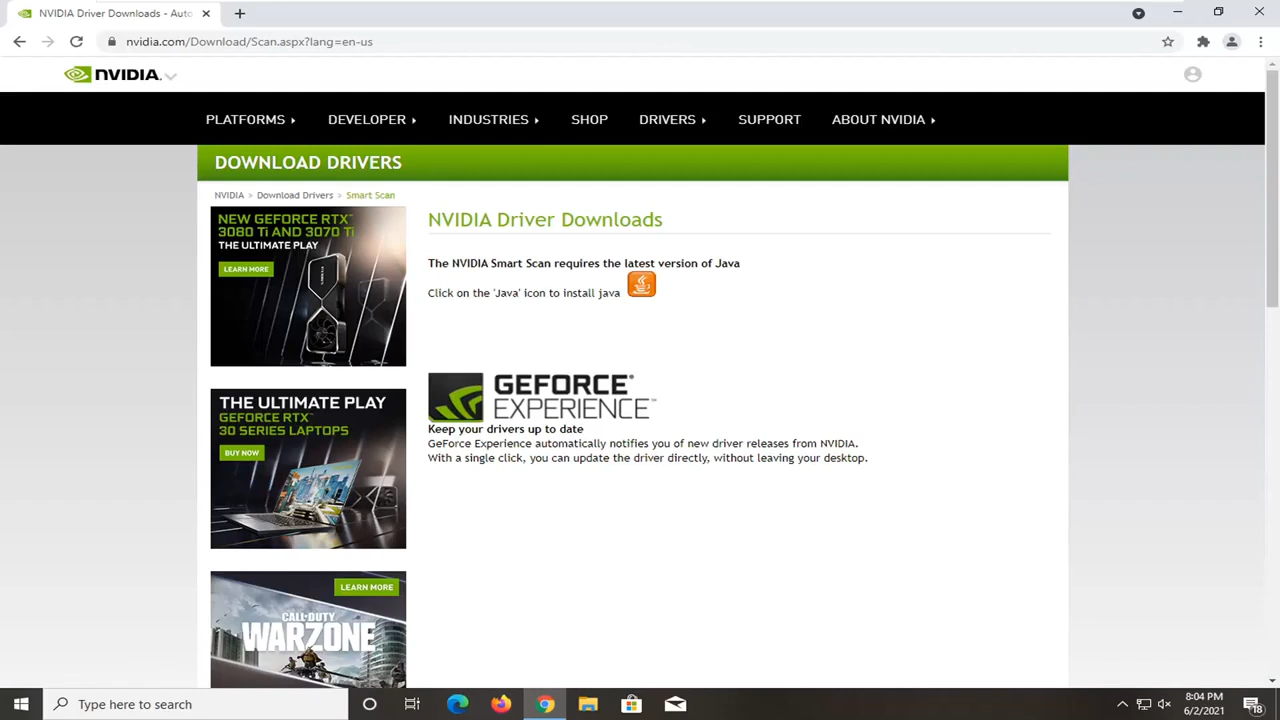 NVIDIA Driver Downloads - Auto
nvidia.com/Download/Scan.aspx?lang=en-us
NVIDIA.
PLATFORMS DEVELOPER INDUSTRIES SHOP DRIVERS SUPPORT ABOUT NVIDIA
DOWNLOAD DRIVERS
NVIDIA > Download Drivers > Smart Scan
NEW GEFORCE RTX™
3080 Ti AND 3070 Ti
THE ULTIMATE PLAY
LEARN MORE
THE ULTIMATE PLAY
GEFORCE RTX™
30 SERIES LAPTOPS
BUY NOW
LEARN MORE
CALL OF DUTY
WARZONE
NVIDIA Driver Downloads
The NVIDIA Smart Scan requires the latest version of Java
Click on the 'Java' icon to install java
GEFORCE®
EXPERIENCE™
Keep your drivers up to date
GeForce Experience automatically notifies you of new driver releases from NVIDIA.
With a single click, you can update the driver directly, without leaving your desktop.
Type here to search
8:04 PM
6/2/2021
18